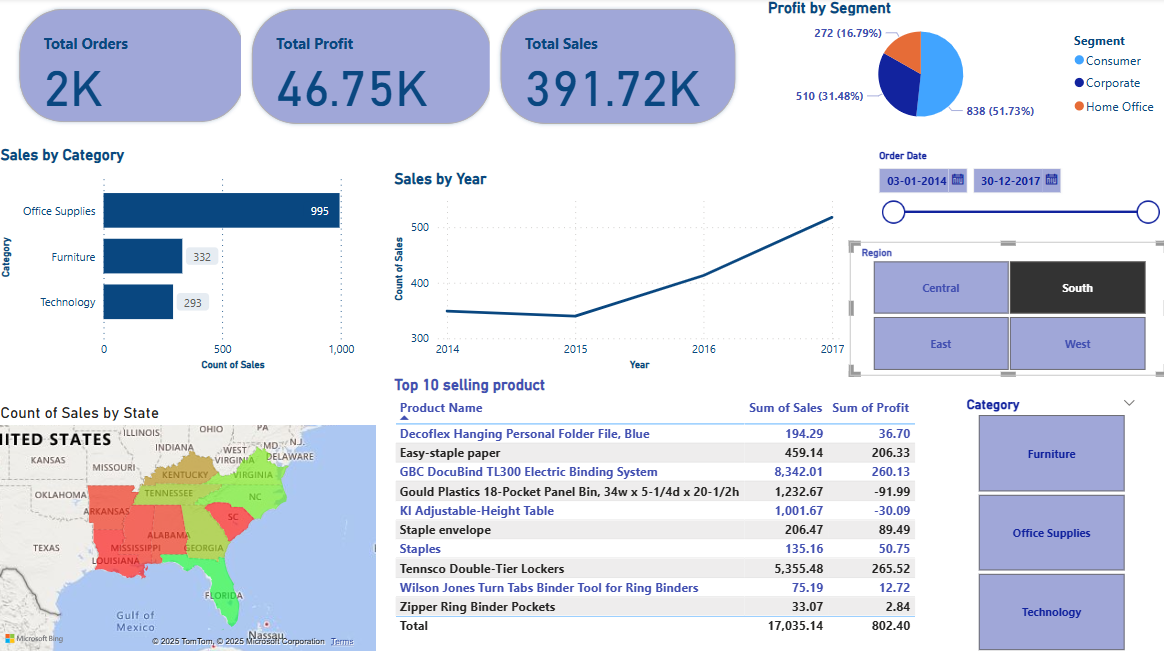 Total Orders
2K
Total Profit
46.75K
Total Sales
391.72K
Profit by Segment
272 (16.79%)
510 (31.48%)
838 (51.73%)
Segment
Consumer
Corporate
Home Office
Sales by Category
Category
Office Supplies
995
Furniture
332
Technology
293
0 500 1,000
Count of Sales
Sales by Year
Count of Sales
500
400
300
2014 2015 2016 2017
Year
Order Date
03-01-2014 30-12-2017
Region
Central South
East West
Count of Sales by State
ITED STATES
ILLINOIS
OHIO
PA
N.J.
INDIANA
MD
KANSAS
WEST
VIRGINIA
DELAWARE
MISSOURI
KENTUCKY
VIRGINIA
OKLAHOMA
TENNESSEE
NC
ARKANSAS
SC
ALABAMA
TEXAS
MISSISSIPPI
GEORGIA
LOUISIANA
FLORIDA
Gulf of
Mexico
Nassau
Microsoft Bing
© 2025 TomTom, © 2025 Microsoft Corporation Terms
Top 10 selling product
Product Name Sum of Sales Sum of Profit
Decoflex Hanging Personal Folder File, Blue 194.29 36.70
Easy-staple paper 459.14 206.33
GBC DocuBind TL300 Electric Binding System 8,342.01 260.13
Gould Plastics 18-Pocket Panel Bin, 34w x 5-1/4d x 20-1/2h 1,232.67 -91.99
KI Adjustable-Height Table 1,001.67 -30.09
Staple envelope 206.47 89.49
Staples 135.16 50.75
Tennsco Double-Tier Lockers 5,355.48 265.52
Wilson Jones Turn Tabs Binder Tool for Ring Binders 75.19 12.72
Zipper Ring Binder Pockets 33.07 2.84
Total 17,035.14 802.40
Category
Furniture
Office Supplies
Technology